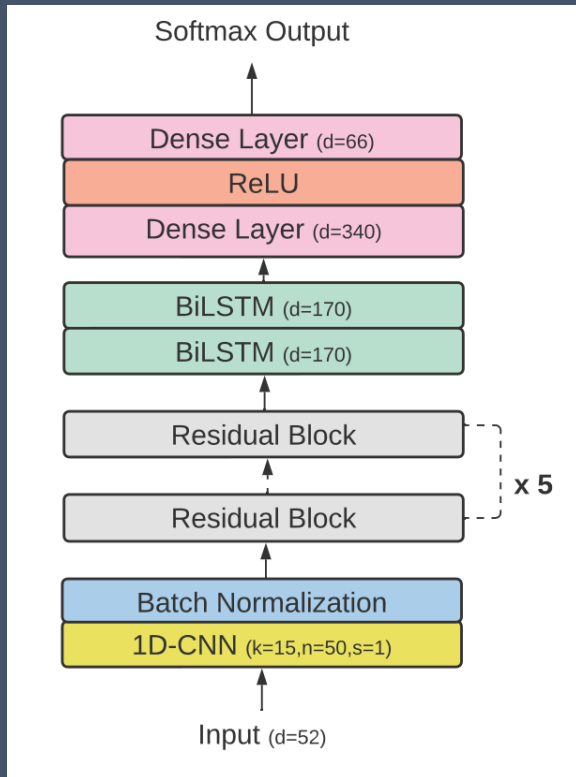 Softmax Output
Dense Layer (d=66)
ReLU
Dense Layer (d=340)
BiLSTM (d=170)
BiLSTM (d=170)
Residual Block
x 5
Residual Block
Batch Normalization
1D-CNN (k=15,n=50,s=1)
Input (d=52)